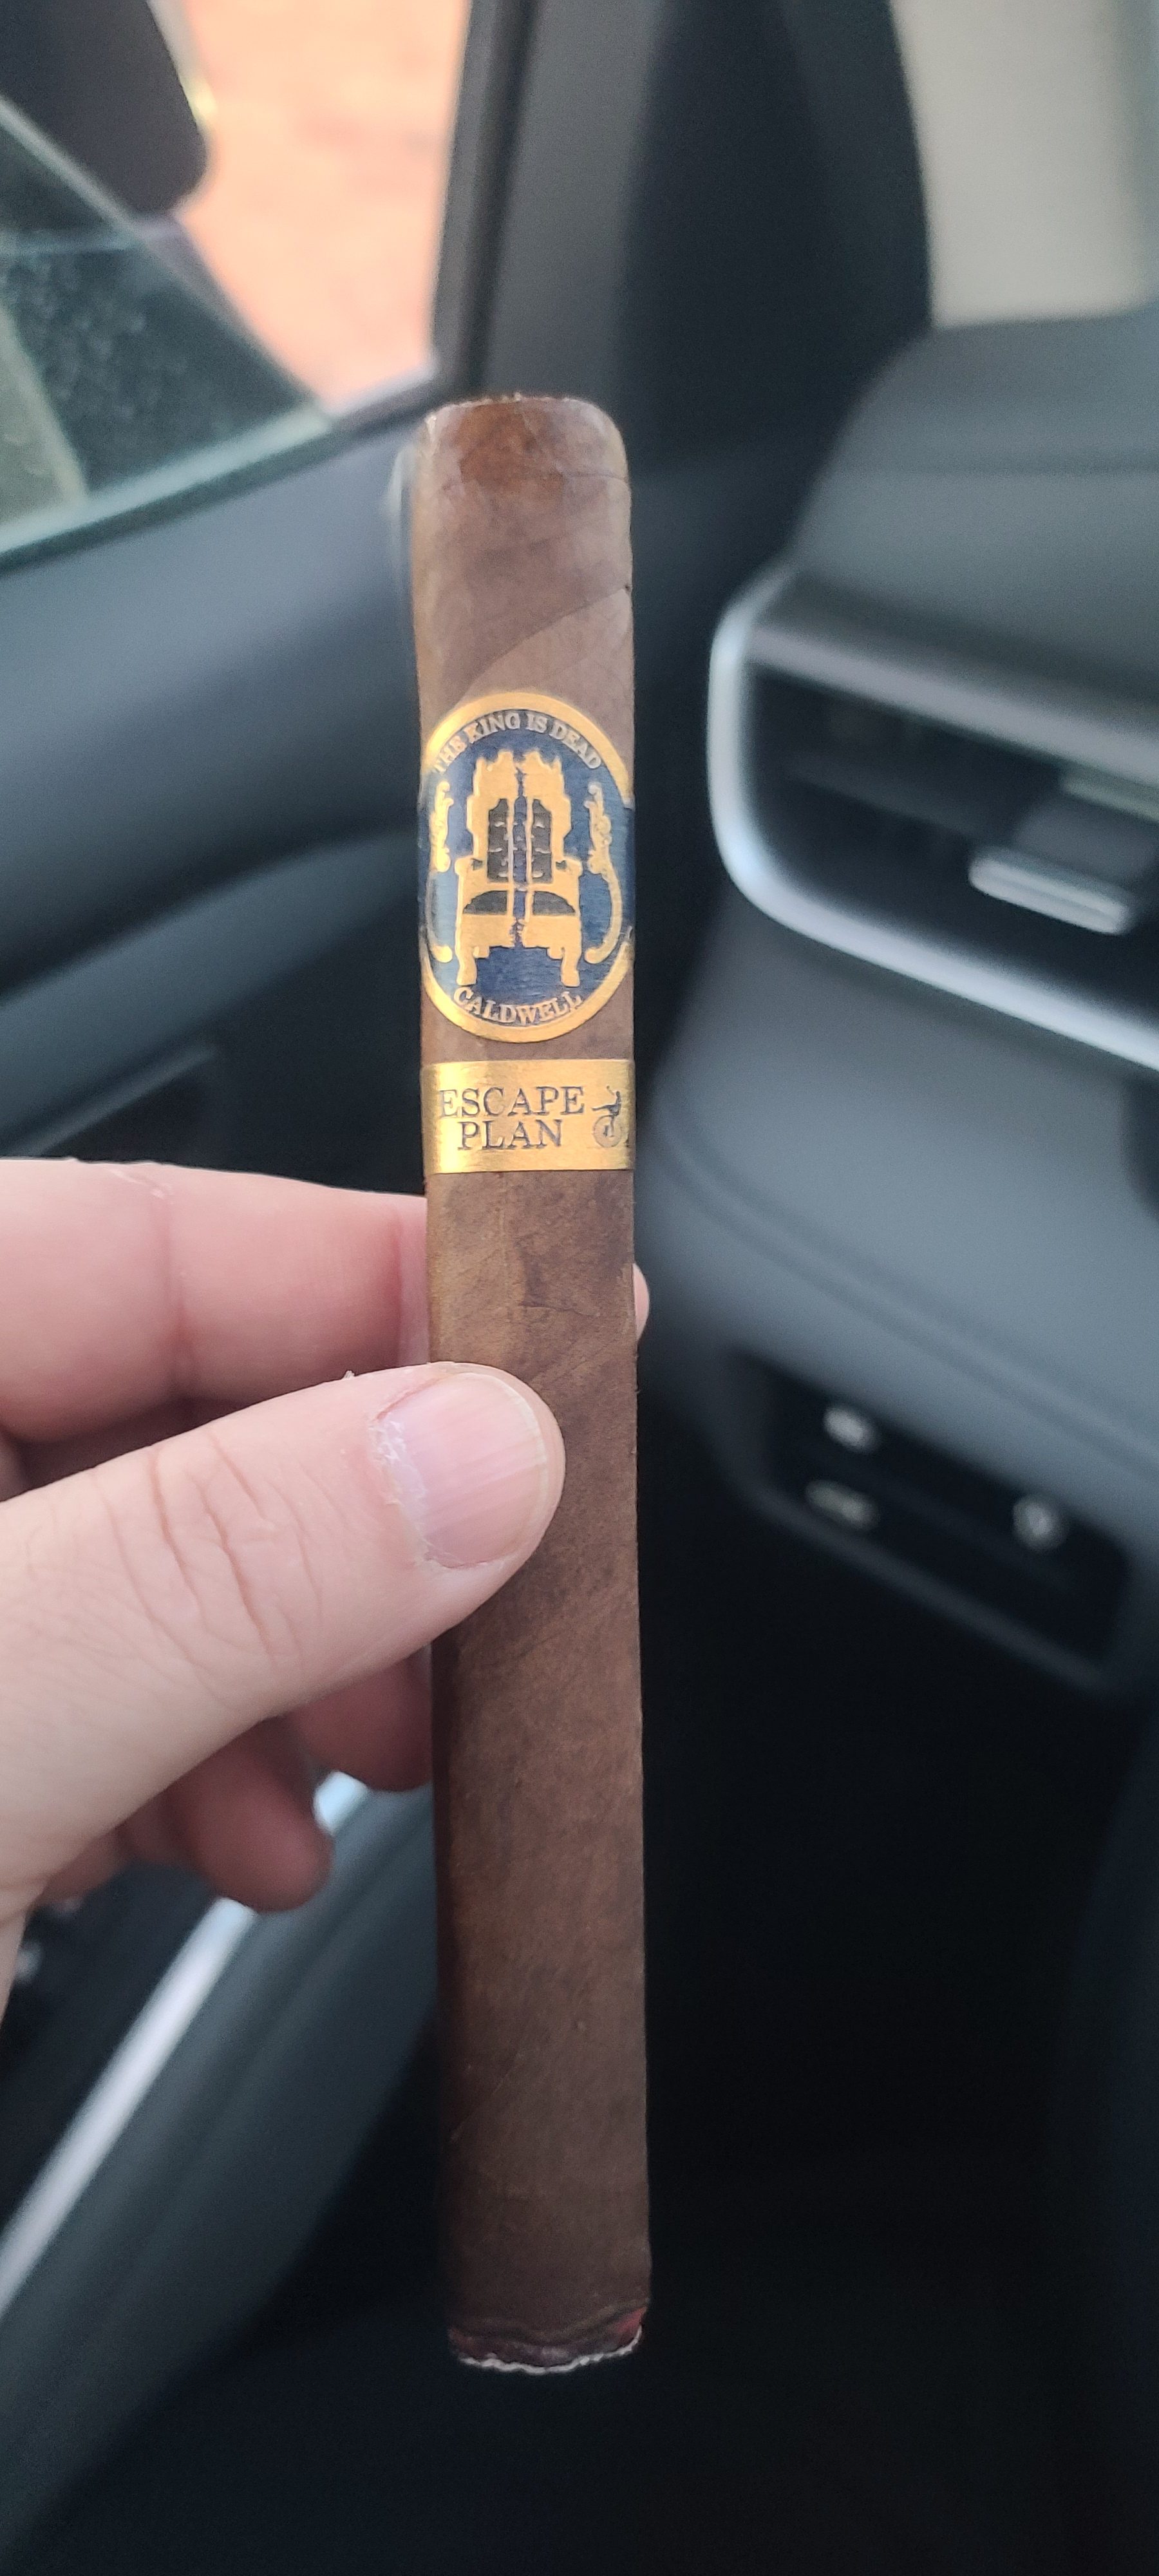 THE KING IS DEAD
CALDWELL
ESCAPE
PLAN